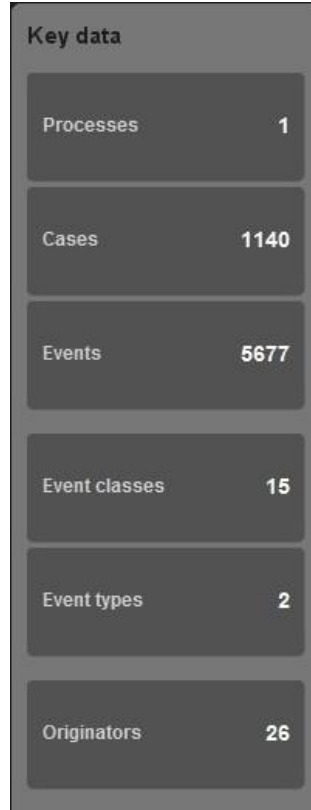 Key data
Processes 1
Cases 1140
Events 5677
Event classes 15
Event types 2
Originators 26